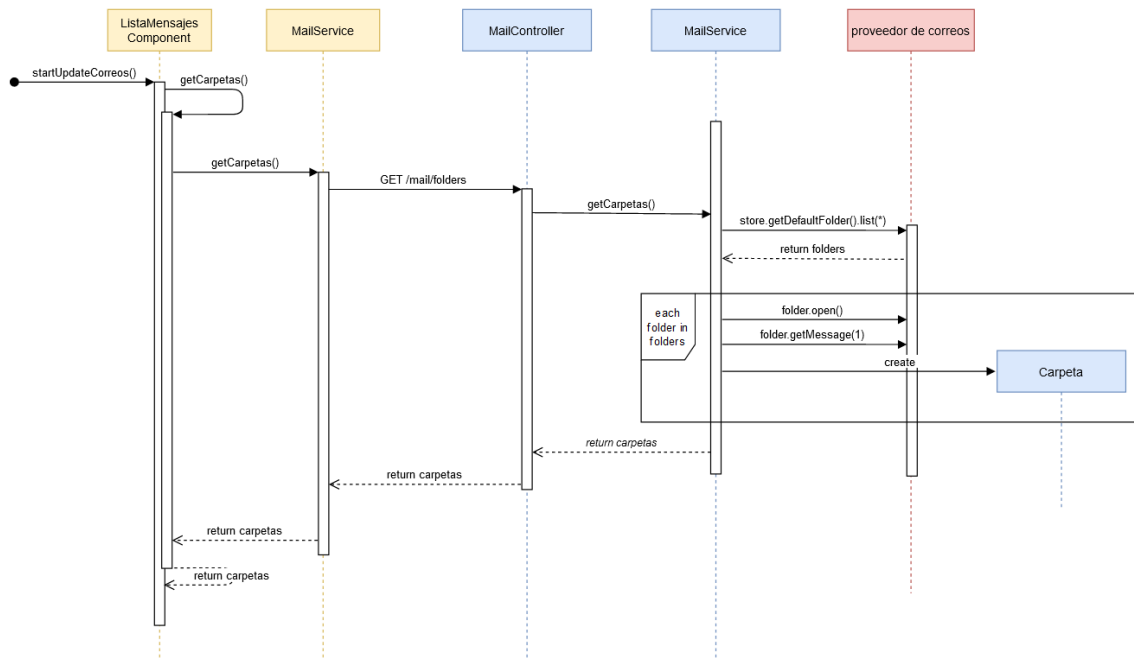 ListaMensajes
Component
MailService
MailController
MailService
proveedor de correos
startUpdateCorreos()
getCarpetas()
getCarpetas()
GET /mail/folders
getCarpetas()
store.getDefaultFolder().list(*)
return folders
each
folder in
folders
folder.open()
folder.getMessage(1)
create
Carpeta
return carpetas
return carpetas
return carpetas
return carpetas